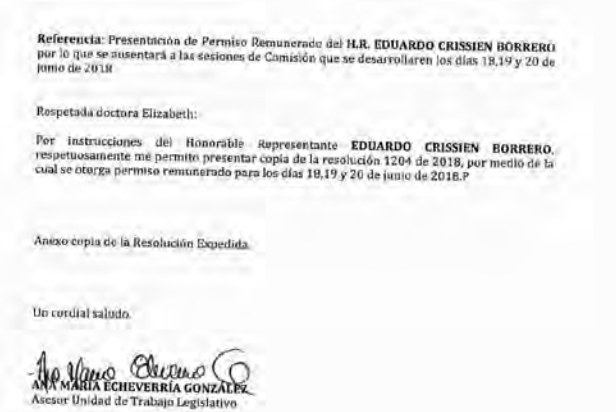 Referencia: Presentación de Permiso Remunerado del H.R. EDUARDO CRISSIEN BORRERO
por lo que se ausentará a las sesiones de Comisión que se desarrollaren los días 18,19 y 20 de
junio de 2018
Respetada doctora Elizabeth:
Por instrucciones del Honorable Representante EDUARDO CRISSIEN BORRERO,
respetuosamente me permito presentar copia de la resolución 1204 de 2018, por medio de la
cual se otorga permiso remunerado para los días 18,19 y 20 de junio de 2018.P
Anexo copia de la Resolución Expedida.
Un cordial saludo.
ANA MARIA ECHEVERRÍA GONZÁLEZ
Asesor Unidad de Trabajo Legislativo